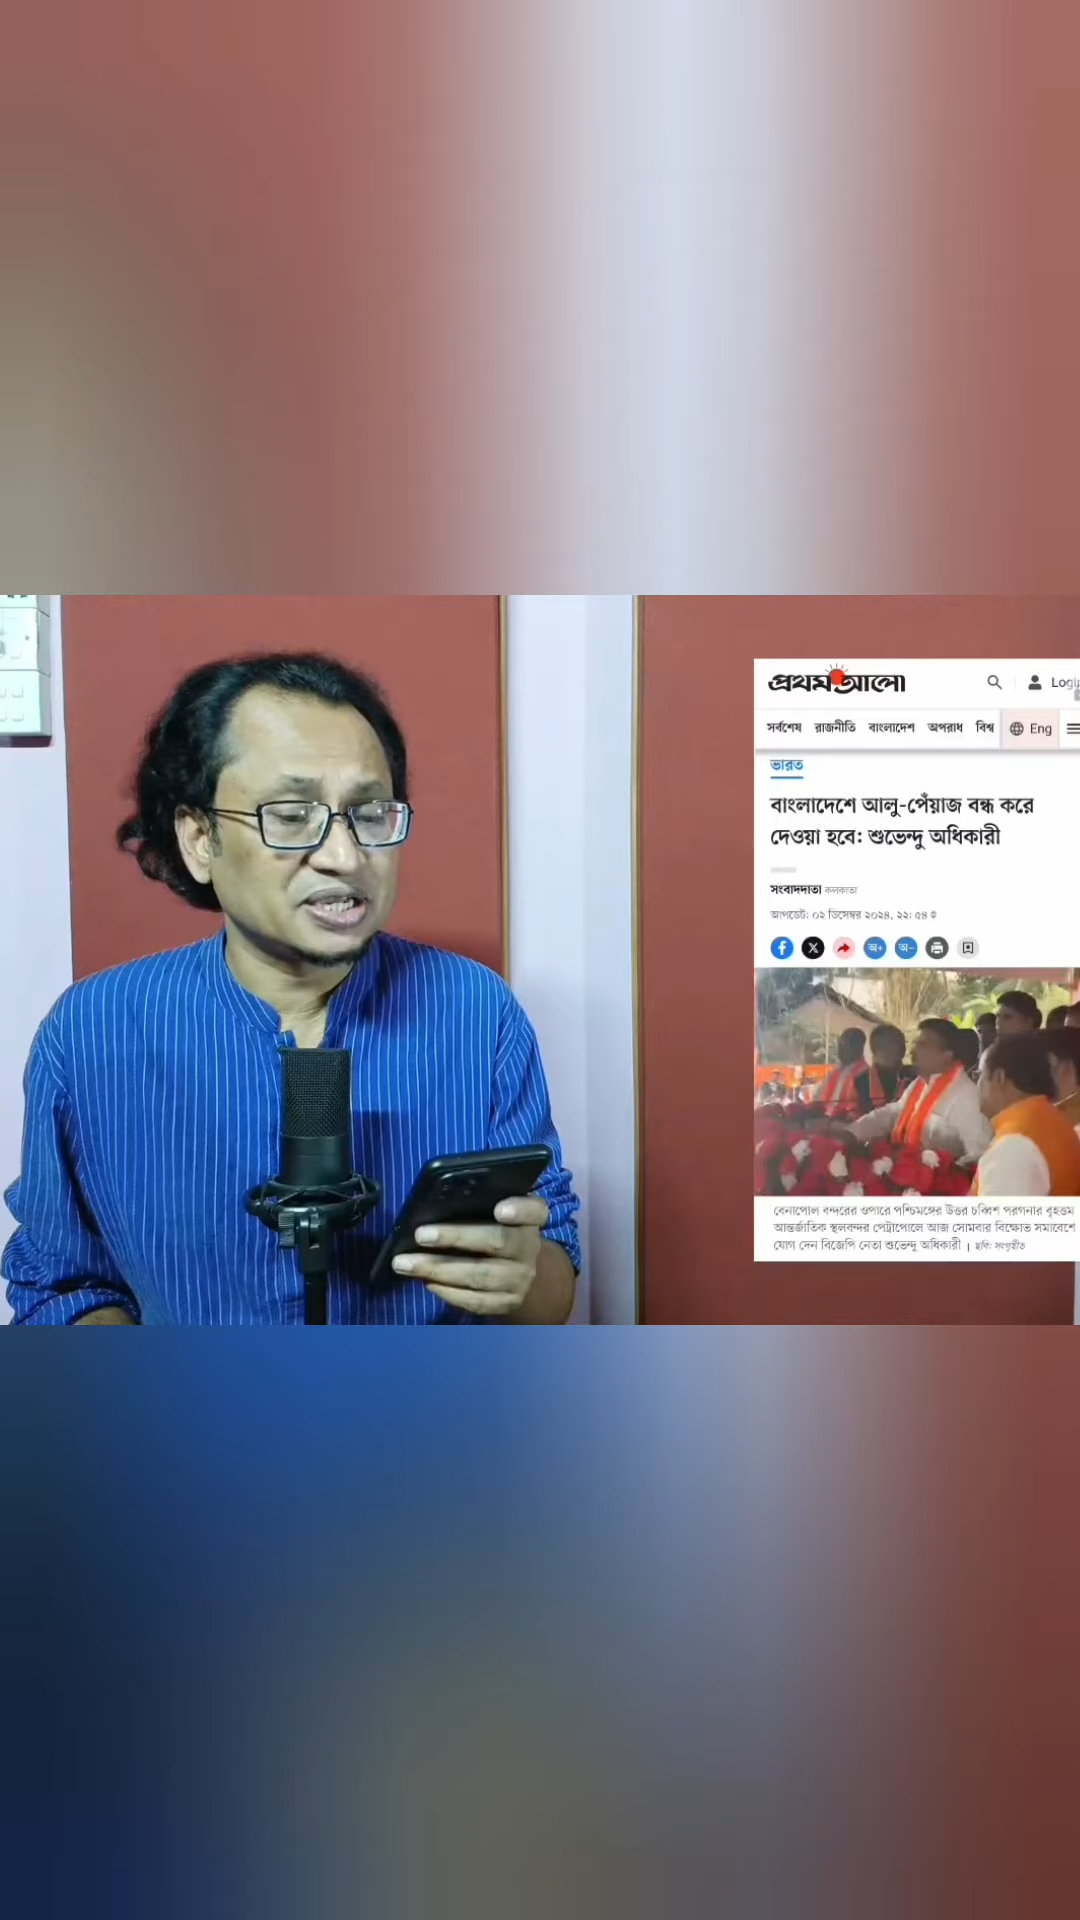 প্রথম আলো
Login
সর্বশেষ রাজনীতি বাংলাদেশ অপরাধ বিশ্ব Eng
ভারত
বাংলাদেশে আলু-পেঁয়াজ বন্ধ করে
দেওয়া হবে: শুভেন্দু অধিকারী
সংবাদদাতা কলকাতা
আপডেট: ০২ ডিসেম্বর ২০২৪, ২২: ৫৪
অ+ অ-
বেনাপোল বন্দরের ওপারে পশ্চিমঙ্গের উত্তর চব্বিশ পরগনার বৃহত্তম
আন্তর্জাতিক স্থলবন্দর পেট্রাপোলে আজ সোমবার বিক্ষোভ সমাবেশে
যোগ দেন বিজেপি নেতা শুভেন্দু অধিকারী । ছবি: সংগৃহীত